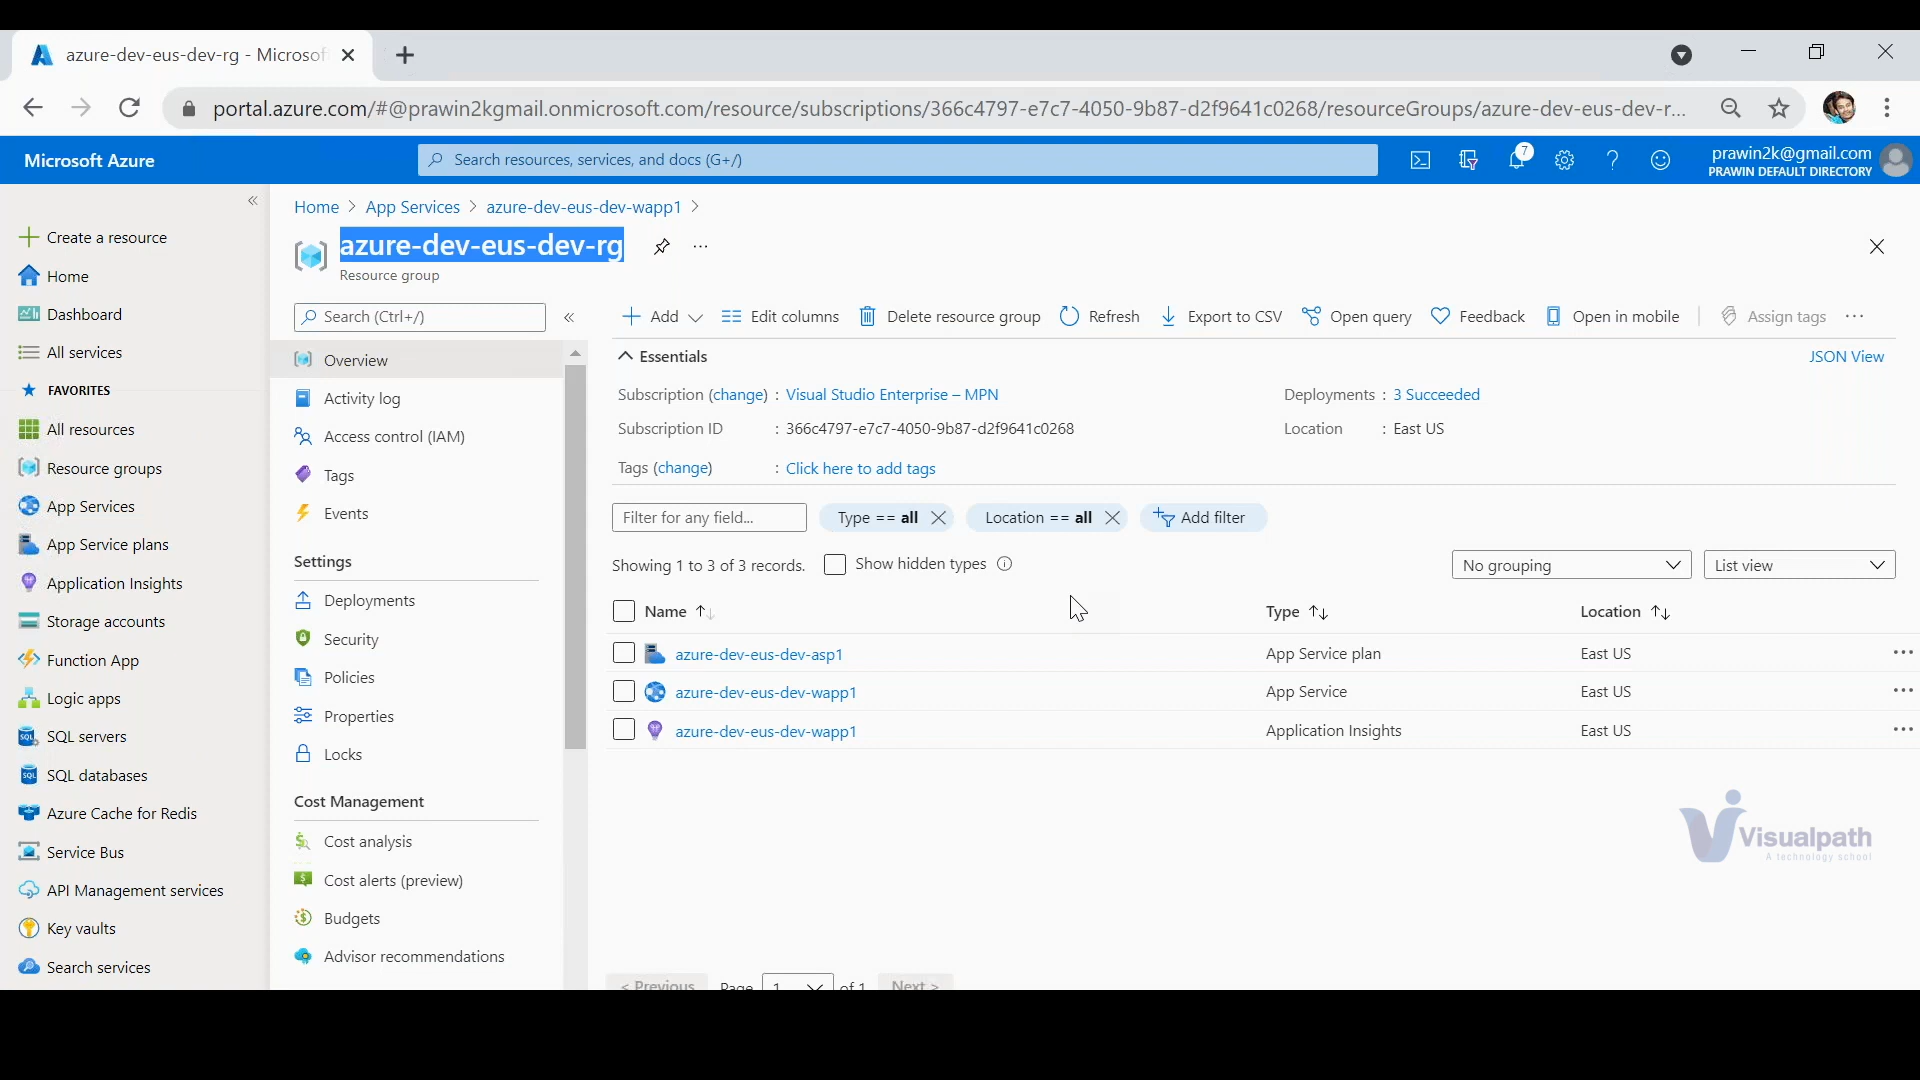 azure-dev-eus-dev-rg - Microsof
portal.azure.com/#@prawin2kgmail.onmicrosoft.com/resource/subscriptions/366c4797-e7c7-4050-9b87-d2f9641c0268/resourceGroups/azure-dev-eus-dev-r...
Microsoft Azure
Search resources, services, and docs (G+/)
7
prawin2k@gmail.com
PRAWIN DEFAULT DIRECTORY
Create a resource
Home
Dashboard
All services
FAVORITES
All resources
Resource groups
App Services
App Service plans
Application Insights
Storage accounts
Function App
Logic apps
SQL servers
SQL databases
Azure Cache for Redis
Service Bus
API Management services
Key vaults
Search services
Home > App Services > azure-dev-eus-dev-wapp1 >
azure-dev-eus-dev-rg
Resource group
Search (Ctrl+/)
Overview
Activity log
Access control (IAM)
Tags
Events
Settings
Deployments
Security
Policies
Properties
Locks
Cost Management
Cost analysis
Cost alerts (preview)
Budgets
Advisor recommendations
Add Edit columns Delete resource group Refresh Export to CSV Open query Feedback Open in mobile Assign tags ...
Essentials JSON View
Subscription (change) : Visual Studio Enterprise – MPN Deployments : 3 Succeeded
Subscription ID : 366c4797-e7c7-4050-9b87-d2f9641c0268 Location : East US
Tags (change) : Click here to add tags
Filter for any field... Type == all Location == all Add filter
Showing 1 to 3 of 3 records. Show hidden types No grouping List view
Name Type Location
azure-dev-eus-dev-asp1 App Service plan East US
azure-dev-eus-dev-wapp1 App Service East US
azure-dev-eus-dev-wapp1 Application Insights East US
Visualpath
A technology school
< Previous Page 1 of 1 Next >